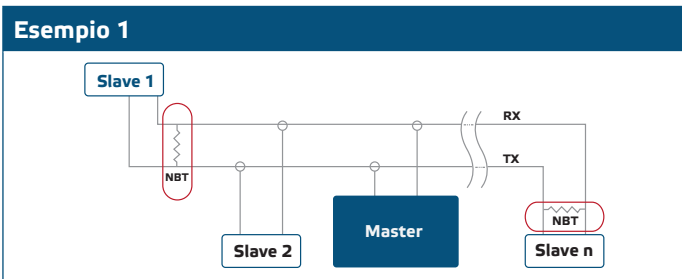 Esempio 1
Slave 1
RX
TX
NBT
Master
NBT
Slave 2
Slave n